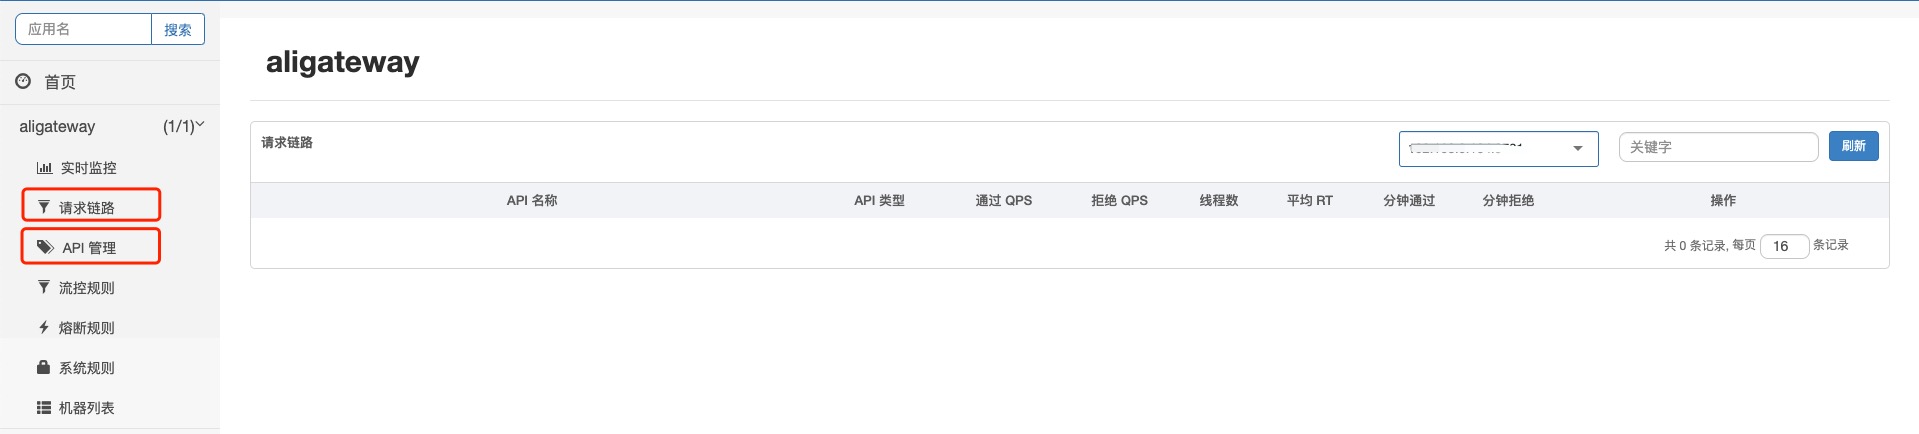 应用名 搜索
首页
aligateway (1/1)
实时监控
请求链路
API 管理
流控规则
熔断规则
系统规则
机器列表
aligateway
请求链路 关键字 刷新
API 名称 API 类型 通过 QPS 拒绝 QPS 线程数 平均 RT 分钟通过 分钟拒绝 操作
共 0 条记录, 每页 16 条记录